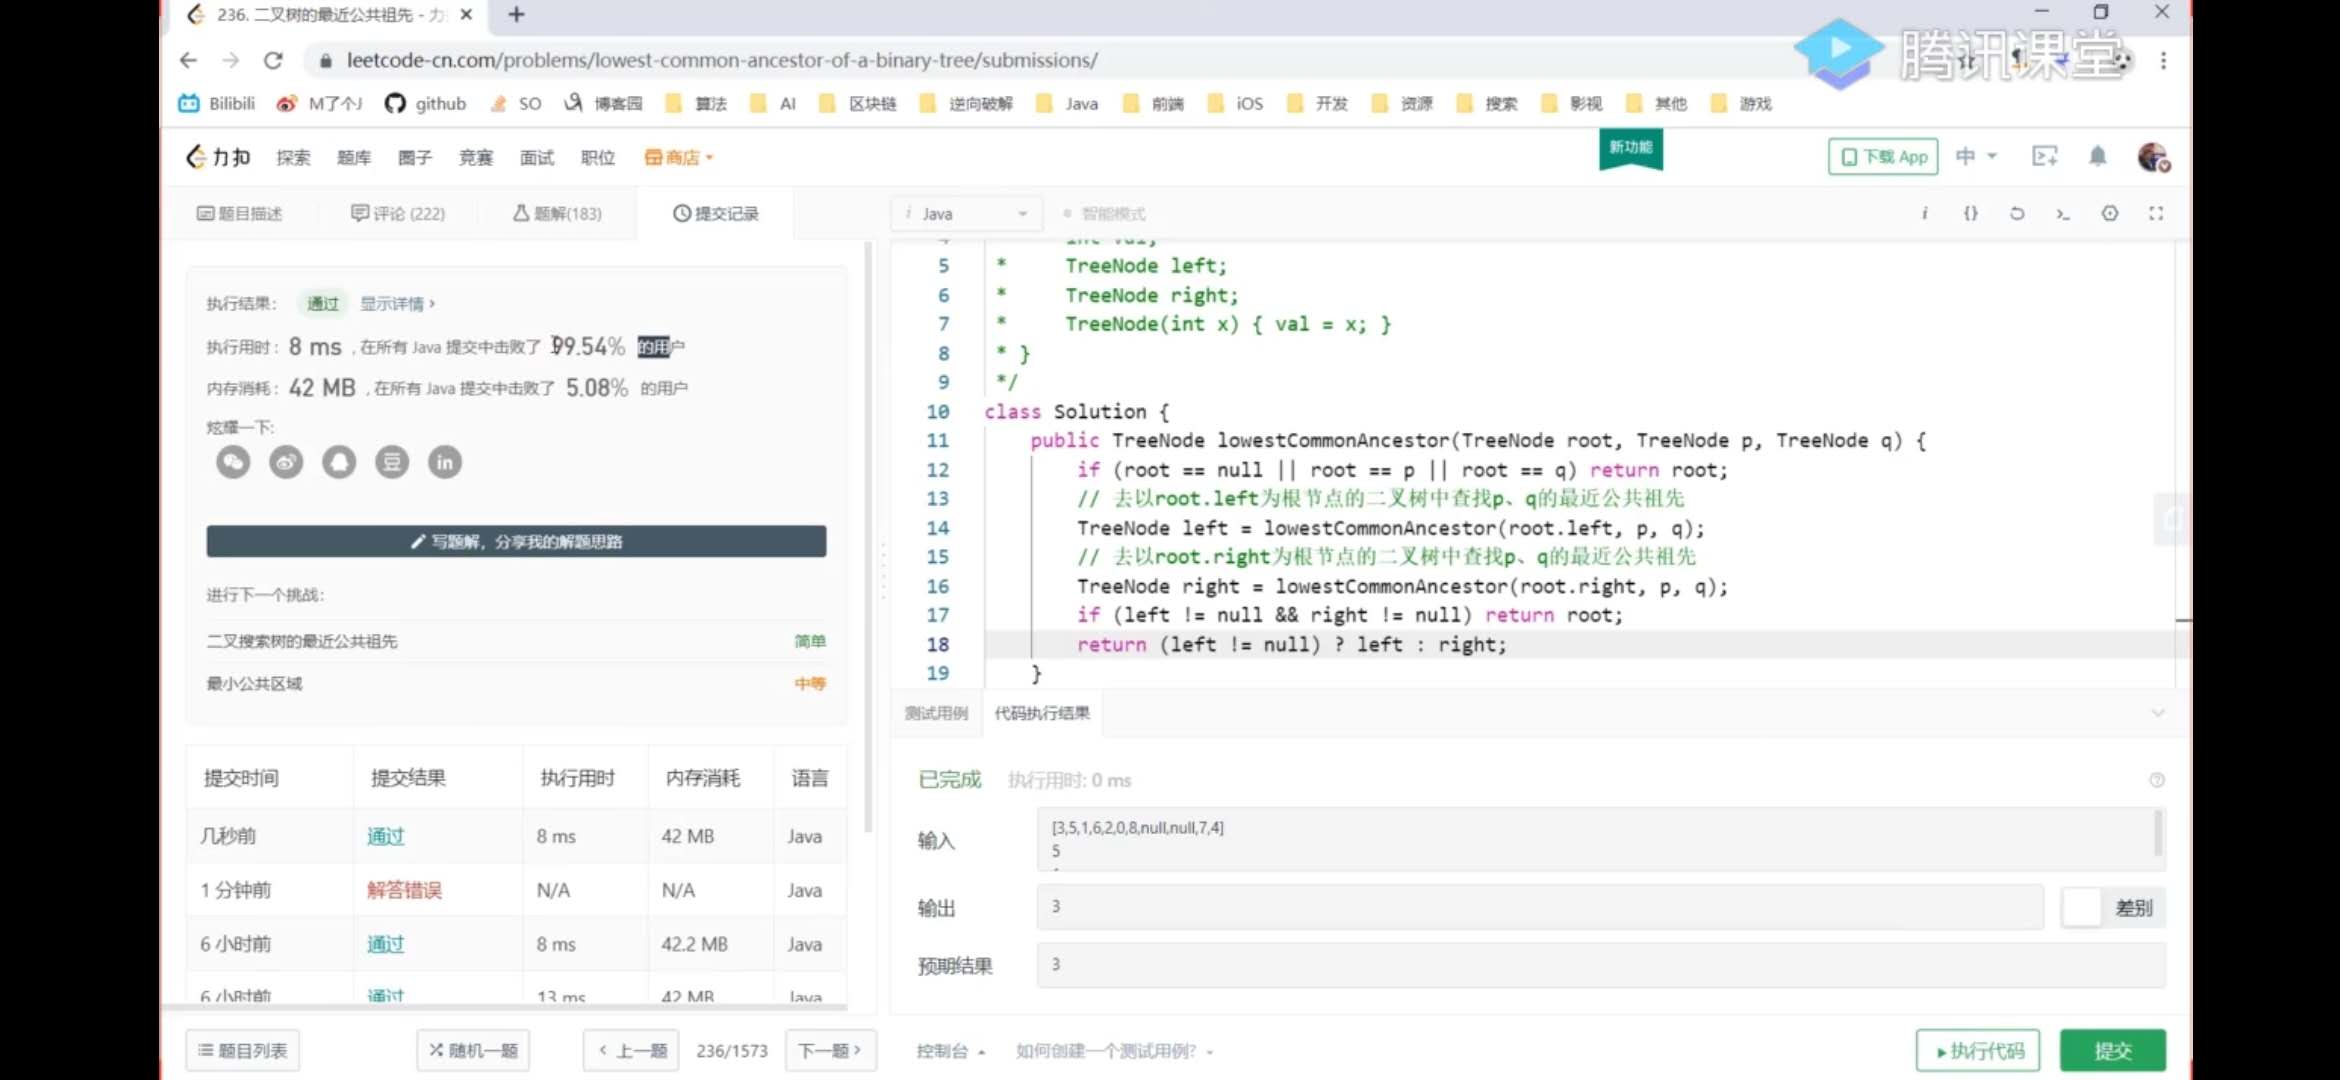 236. 二叉树的最近公共祖先 - 力
leetcode-cn.com/problems/lowest-common-ancestor-of-a-binary-tree/submissions/
腾讯课堂
Bilibili M了个J github SO 博客园 算法 AI 区块链 逆向破解 Java 前端 iOS 开发 资源 搜索 影视 其他 游戏
力扣 探索 题库 圈子 竞赛 面试 职位 商店 新功能 下载 App 中
题目描述 评论 (222) 题解(183) 提交记录
执行结果: 通过 显示详情 ›
执行用时 : 8 ms , 在所有 Java 提交中击败了 99.54% 的用户
内存消耗 : 42 MB , 在所有 Java 提交中击败了 5.08% 的用户
炫耀一下:
写题解, 分享我的解题思路
进行下一个挑战:
二叉搜索树的最近公共祖先 简单
最小公共区域 中等
提交时间 提交结果 执行用时 内存消耗 语言
几秒前 通过 8 ms 42 MB Java
1 分钟前 解答错误 N/A N/A Java
6 小时前 通过 8 ms 42.2 MB Java
6 小时前 通过 13 ms 42 MB Java
题目列表 随机一题 ‹ 上一题 236/1573 下一题 ›
i Java 智能模式
4 int val;
5 * TreeNode left;
6 * TreeNode right;
7 * TreeNode(int x) { val = x; }
8 * }
9 */
10 class Solution {
11 public TreeNode lowestCommonAncestor(TreeNode root, TreeNode p, TreeNode q) {
12 if (root == null || root == p || root == q) return root;
13 // 去以root.left为根节点的二叉树中查找p、q的最近公共祖先
14 TreeNode left = lowestCommonAncestor(root.left, p, q);
15 // 去以root.right为根节点的二叉树中查找p、q的最近公共祖先
16 TreeNode right = lowestCommonAncestor(root.right, p, q);
17 if (left != null && right != null) return root;
18 return (left != null) ? left : right;
19 }
测试用例 代码执行结果
已完成 执行用时: 0 ms
输入 [3,5,1,6,2,0,8,null,null,7,4]
5
输出 3 差别
预期结果 3
控制台 如何创建一个测试用例? 执行代码 提交